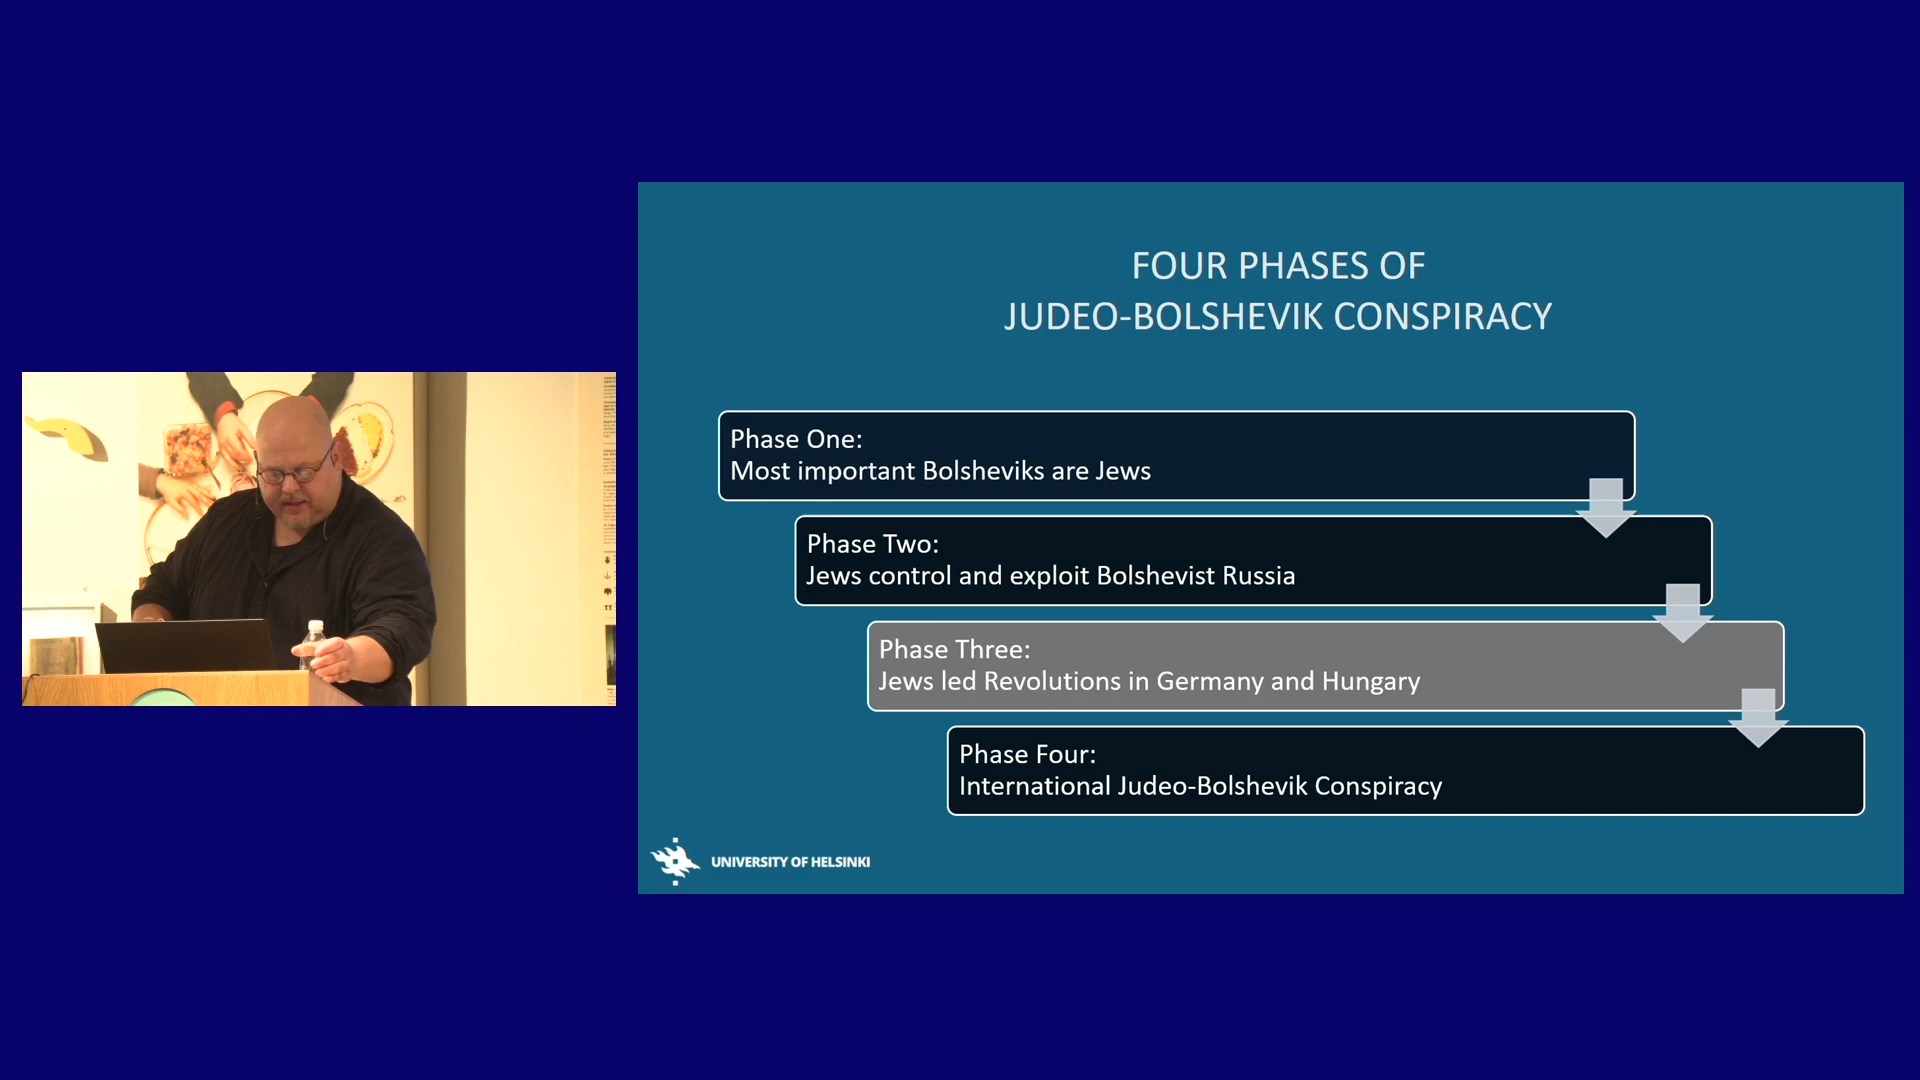 FOUR PHASES OF
JUDEO-BOLSHEVIK CONSPIRACY
Phase One:
Most important Bolsheviks are Jews
Phase Two:
Jews control and exploit Bolshevist Russia
Phase Three:
Jews led Revolutions in Germany and Hungary
Phase Four:
International Judeo-Bolshevik Conspiracy
UNIVERSITY OF HELSINKI